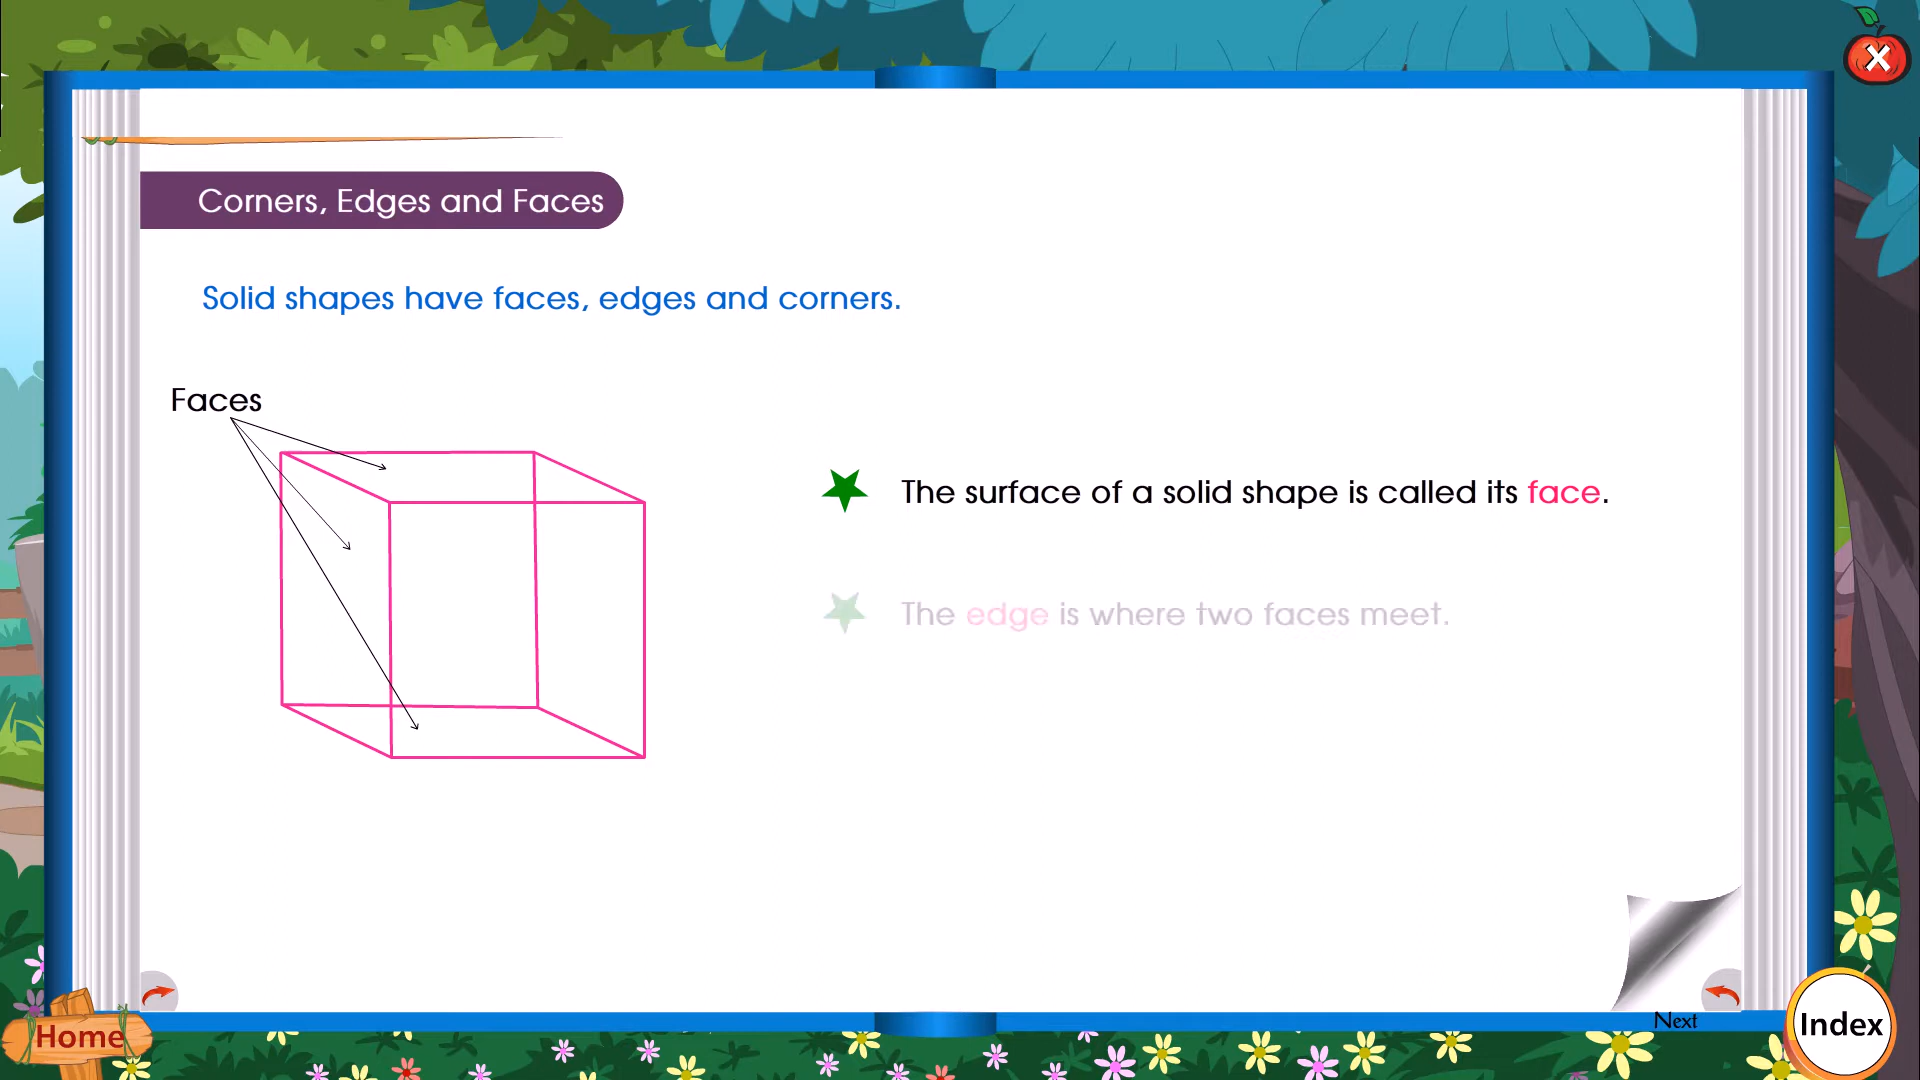 Corners, Edges and Faces
Solid shapes have faces, edges and corners.
Faces
The surface of a solid shape is called its face.
The edge is where two faces meet.
Next
Home
Index